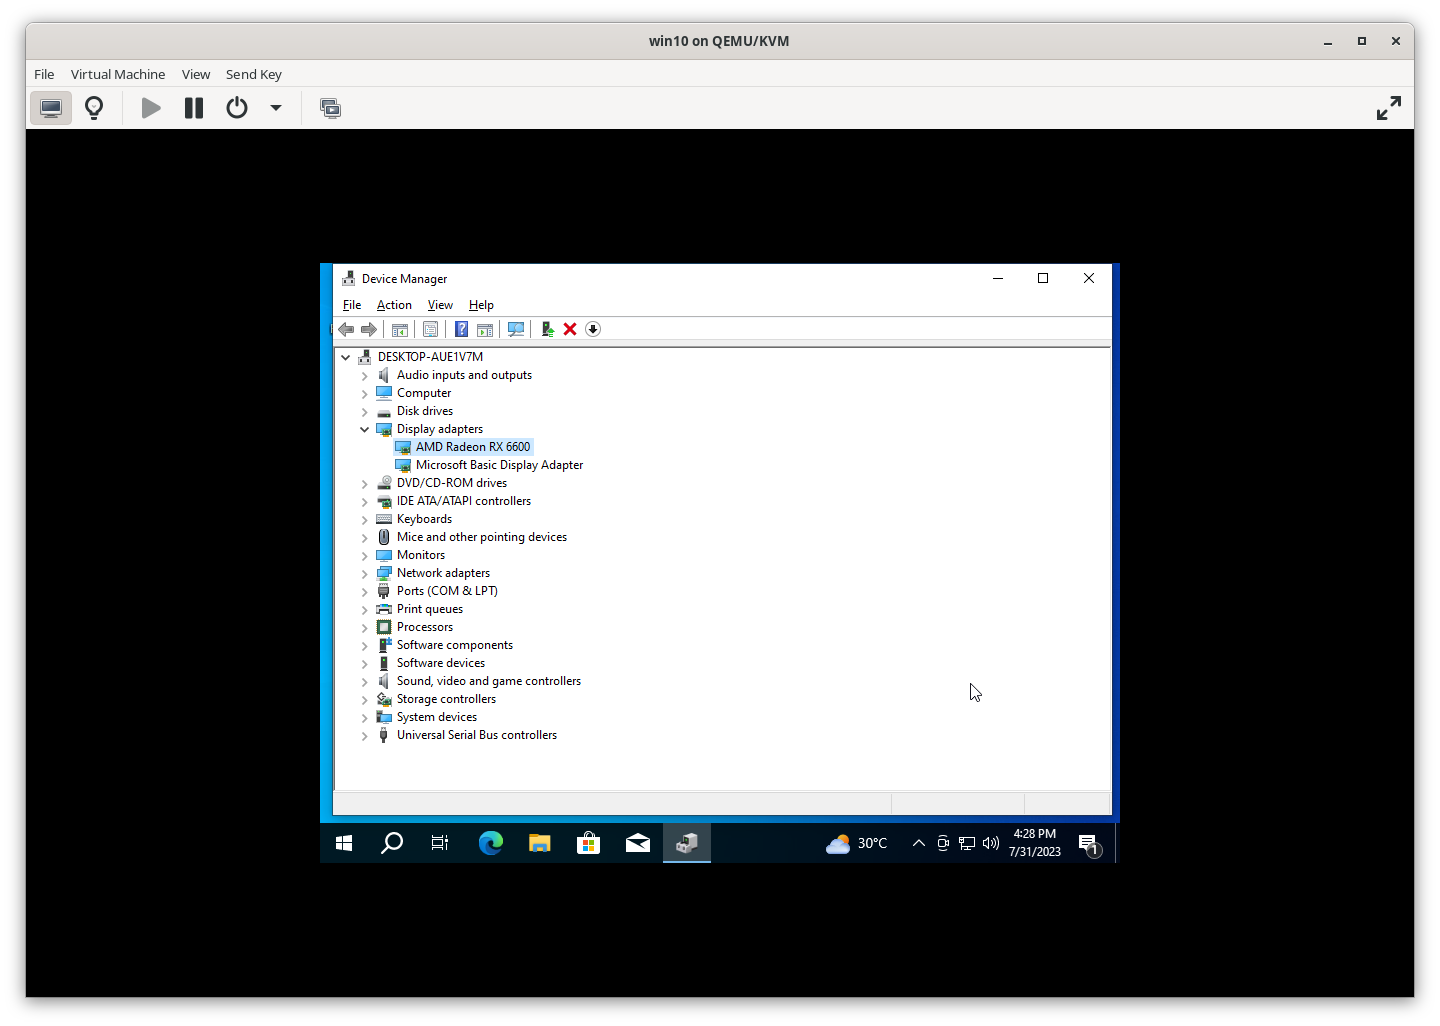 win10 on QEMU/KVM
File Virtual Machine View Send Key
Device Manager
File Action View Help
DESKTOP-AUE1V7M
Audio inputs and outputs
Computer
Disk drives
Display adapters
AMD Radeon RX 6600
Microsoft Basic Display Adapter
DVD/CD-ROM drives
IDE ATA/ATAPI controllers
Keyboards
Mice and other pointing devices
Monitors
Network adapters
Ports (COM & LPT)
Print queues
Processors
Software components
Software devices
Sound, video and game controllers
Storage controllers
System devices
Universal Serial Bus controllers
30°C
4:28 PM
7/31/2023
1